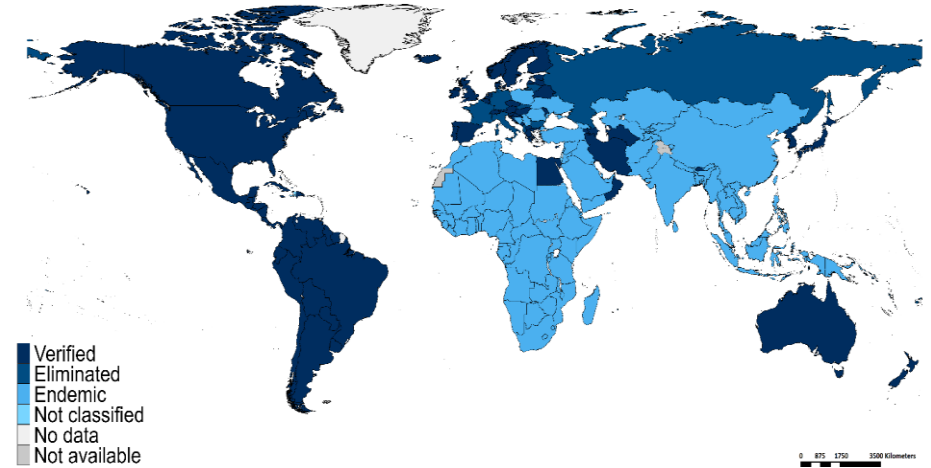 Verified
Eliminated
Endemic
Not classified
No data
Not available
0 875 1750 3500 Kilometers